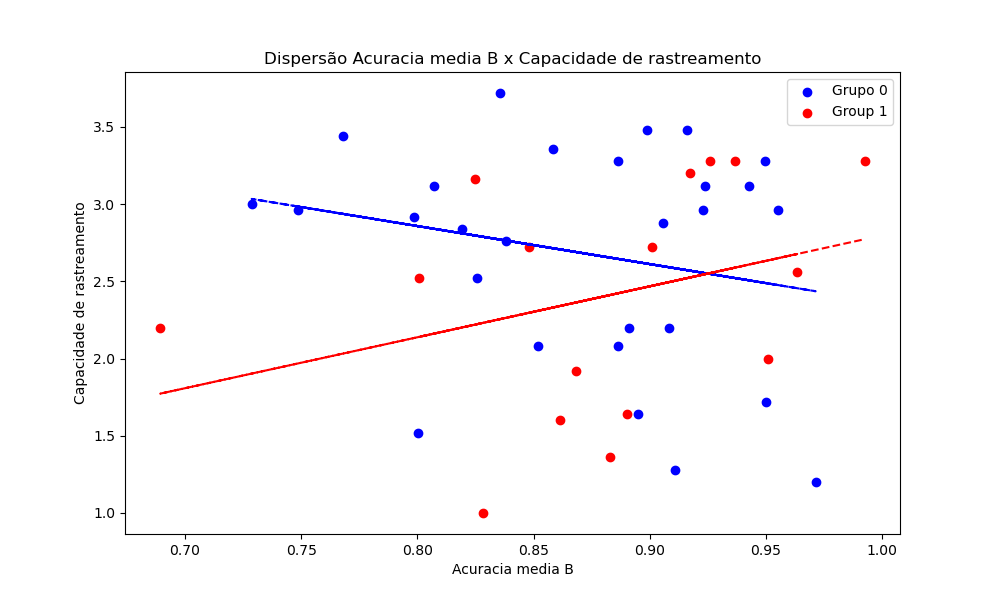 Dispersão Acuracia media B x Capacidade de rastreamento
Grupo 0
Group 1
Capacidade de rastreamento
3.5
3.0
2.5
2.0
1.5
1.0
0.70 0.75 0.80 0.85 0.90 0.95 1.00
Acuracia media B